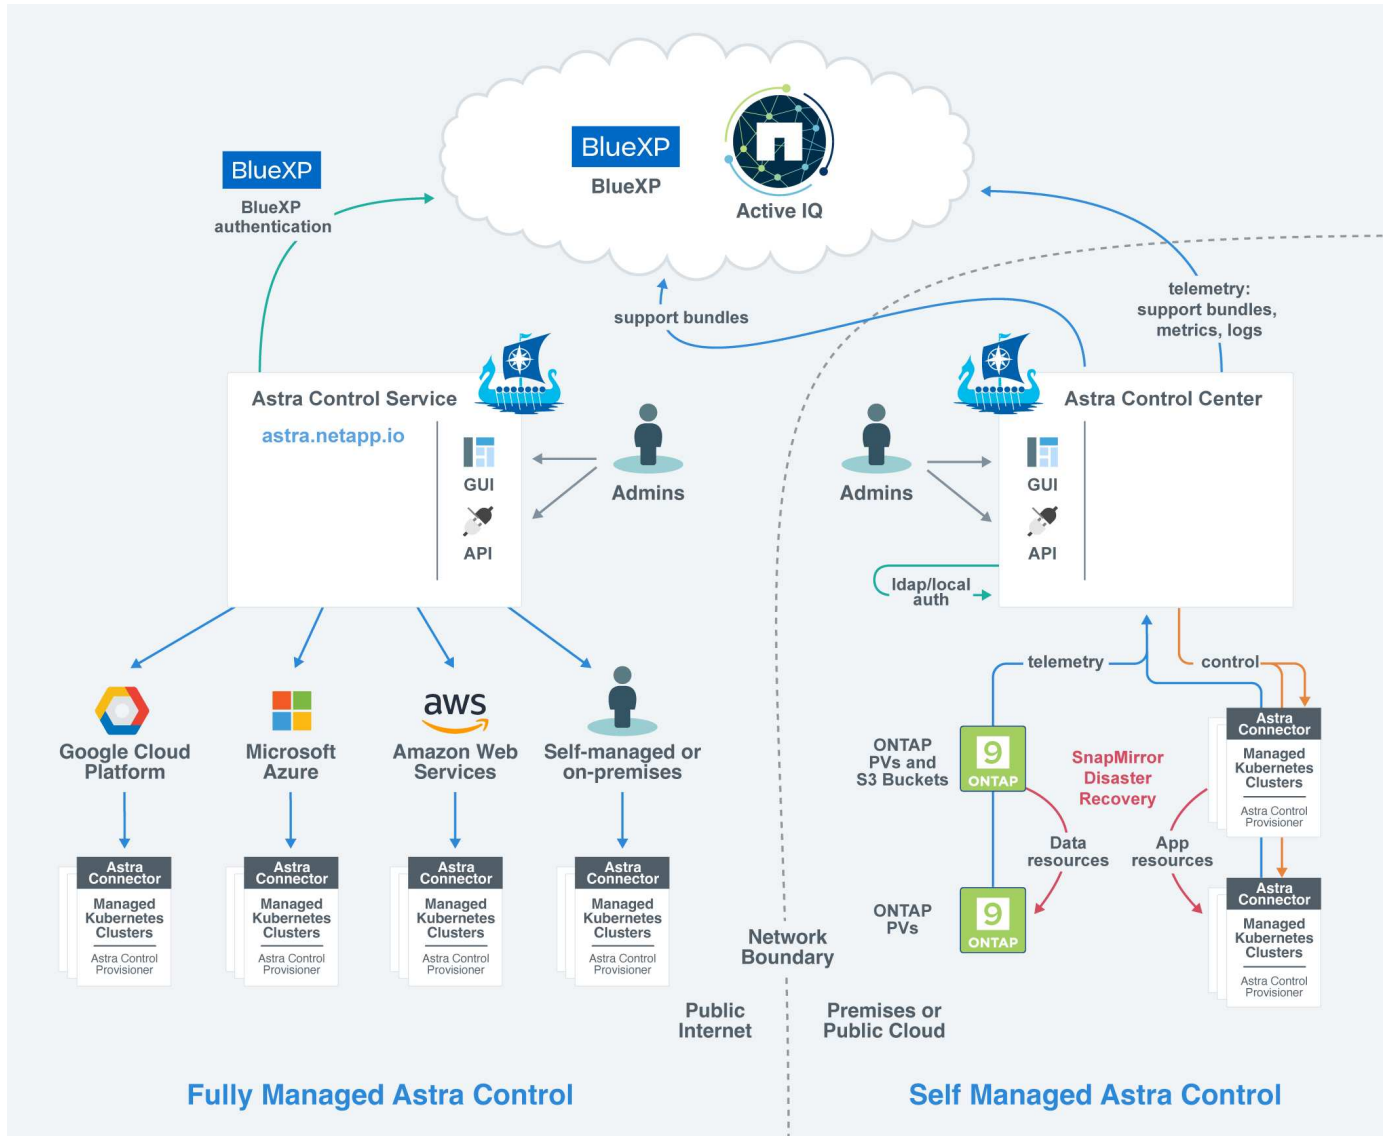 BlueXP
BlueXP
Active IQ
BlueXP
BlueXP
authentication
support bundles
telemetry:
support bundles,
metrics, logs
Astra Control Service
astra.netapp.io
GUI
API
Admins
Admins
Astra Control Center
GUI
API
ldap/local
auth
telemetry
control
Google Cloud
Platform
Microsoft
Azure
aws
Amazon Web
Services
Self-managed or
on-premises
Astra
Connector
Managed
Kubernetes
Clusters
Astra Control
Provisioner
Astra
Connector
Managed
Kubernetes
Clusters
Astra Control
Provisioner
Astra
Connector
Managed
Kubernetes
Clusters
Astra Control
Provisioner
Astra
Connector
Managed
Kubernetes
Clusters
Astra Control
Provisioner
ONTAP
PVs and
S3 Buckets
9
ONTAP
SnapMirror
Disaster
Recovery
Astra
Connector
Managed
Kubernetes
Clusters
Astra Control
Provisioner
Data
resources
App
resources
ONTAP
PVs
9
ONTAP
Astra
Connector
Managed
Kubernetes
Clusters
Astra Control
Provisioner
Network
Boundary
Public
Internet
Premises or
Public Cloud
Fully Managed Astra Control
Self Managed Astra Control